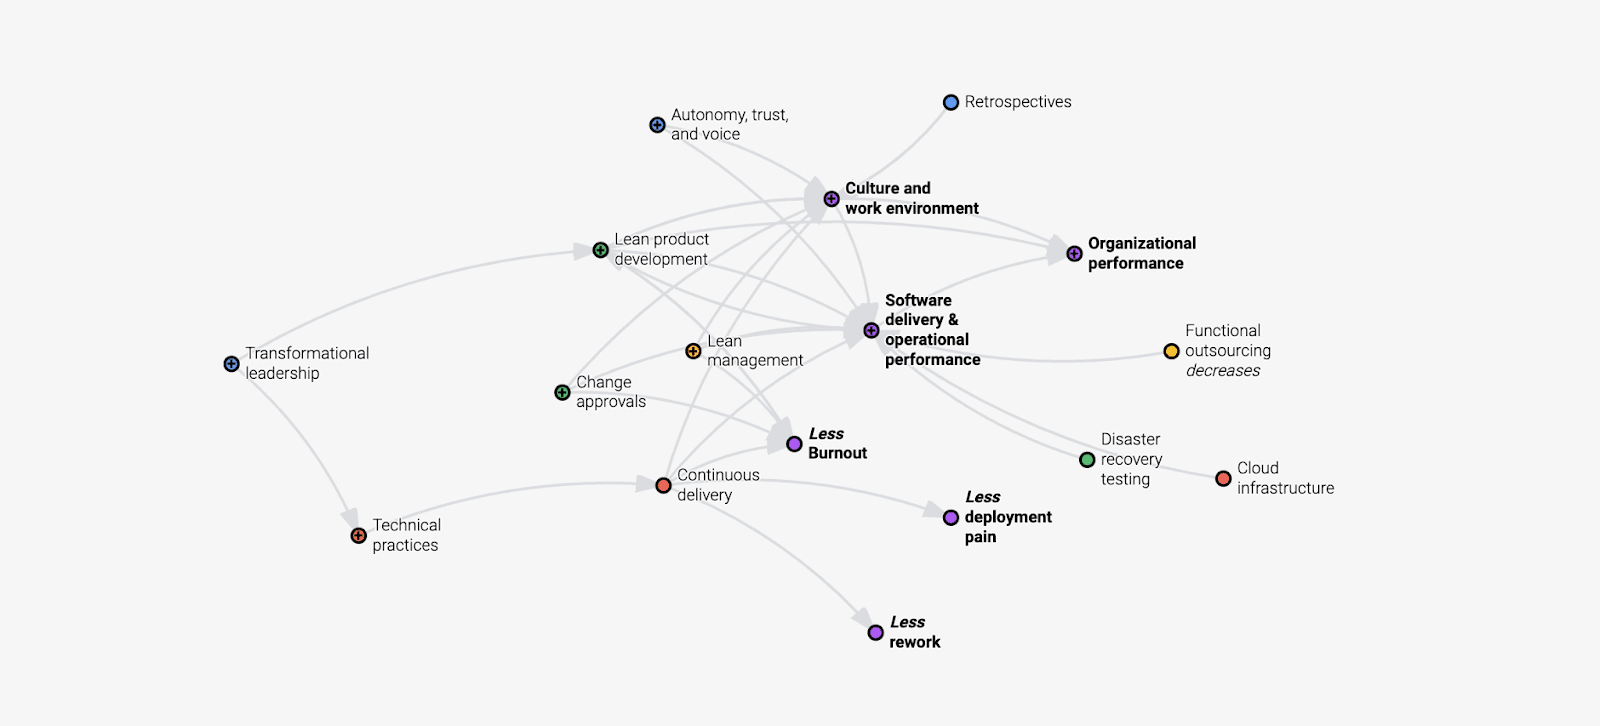 Autonomy, trust,
and voice
Retrospectives
Culture and
work environment
Lean product
development
Organizational
performance
Software
delivery &
operational
performance
Functional
outsourcing
decreases
Lean
management
Transformational
leadership
Change
approvals
Less
Burnout
Disaster
recovery
testing
Cloud
infrastructure
Continuous
delivery
Less
deployment
pain
Technical
practices
Less
rework